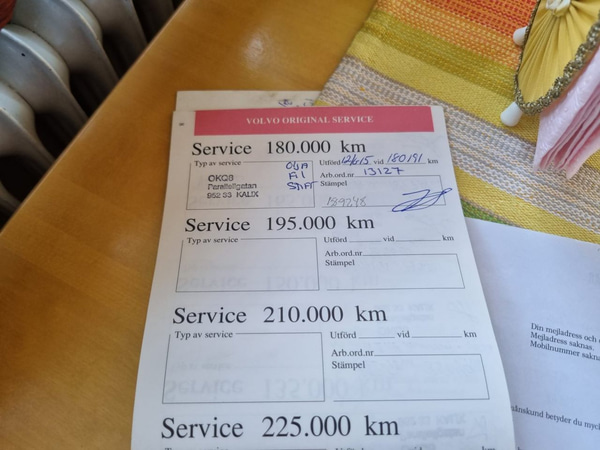 VOLVO ORIGINAL SERVICE
Service 180.000 km
Typ av service
OKQ8
Parallellgatan
952 33 KALIX
OLJA
Utförd vid 180191 km
Arb.ord.nr 13127
Stämpel
Service 195.000 km
Typ av service
Utförd vid km
Arb.ord.nr
Stämpel
Service 210.000 km
Typ av service
Utförd vid km
Arb.ord.nr
Stämpel
Service 225.000 km
Din mejladress och
Mejladress saknas.
Mobilnummer
betyder du